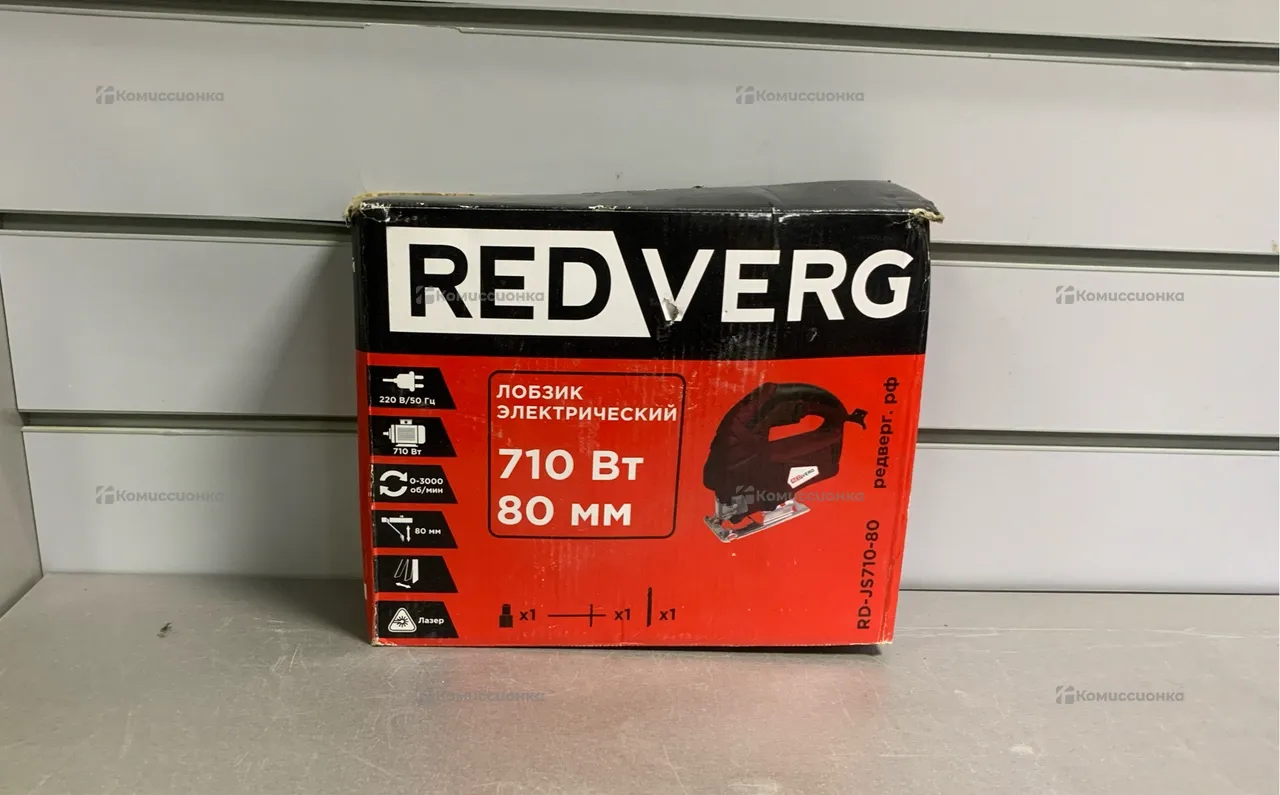 Комиссионка
Комиссионка
REDVERG
Комиссионка
Комиссионка
220 В/50 Гц
710 Вт
0-3000
об/мин
80 мм
Лазер
ЛОБЗИК
ЭЛЕКТРИЧЕСКИЙ
710 Вт
80 мм
REDVERG
x1
x1
x1
редверг. рф
RD-JS710-80
Комиссионка
Комиссионка
Комиссионка
Комиссионка